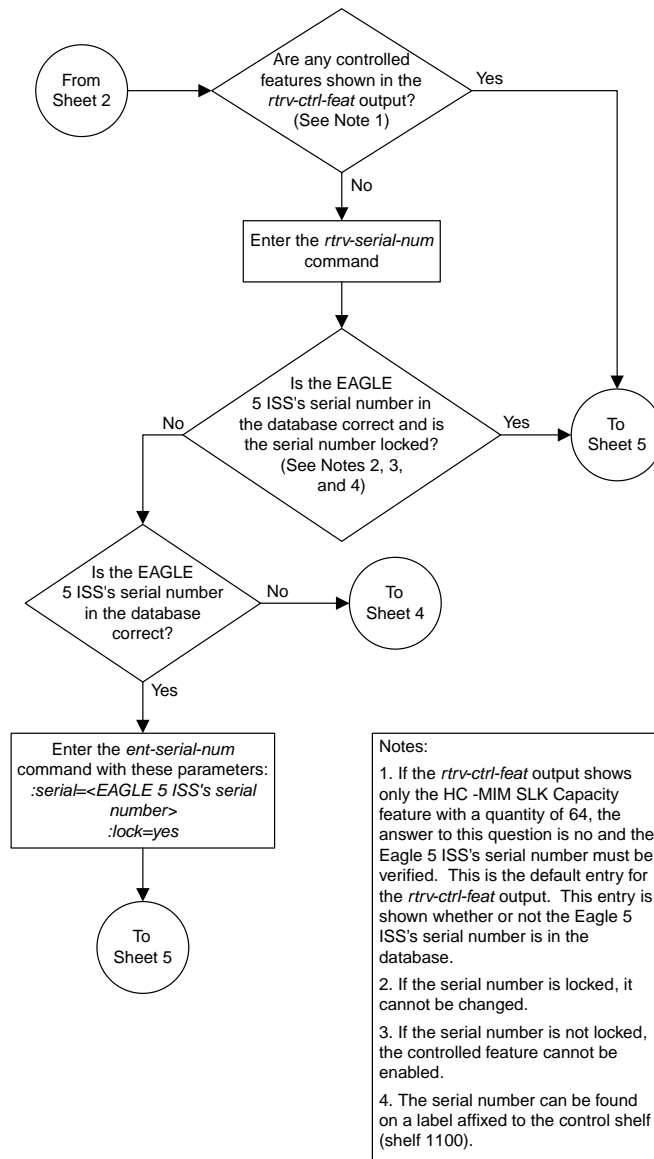 From
Sheet 2
Are any controlled
features shown in the
rtrv-ctrl-feat output?
(See Note 1)
Yes
No
Enter the rtrv-serial-num
command
Is the EAGLE
5 ISS's serial number in
the database correct and is
the serial number locked?
(See Notes 2, 3,
and 4)
No
Yes
To
Sheet 5
Is the EAGLE
5 ISS's serial number
in the database
correct?
No
To
Sheet 4
Yes
Enter the ent-serial-num
command with these parameters:
:serial=<EAGLE 5 ISS's serial
number>
:lock=yes
To
Sheet 5
Notes:
1. If the rtrv-ctrl-feat output shows
only the HC -MIM SLK Capacity
feature with a quantity of 64, the
answer to this question is no and the
Eagle 5 ISS's serial number must be
verified.  This is the default entry for
the rtrv-ctrl-feat output.  This entry is
shown whether or not the Eagle 5
ISS's serial number is in the
database.
2. If the serial number is locked, it
cannot be changed.
3. If the serial number is not locked,
the controlled feature cannot be
enabled.
4. The serial number can be found
on a label affixed to the control shelf
(shelf 1100).